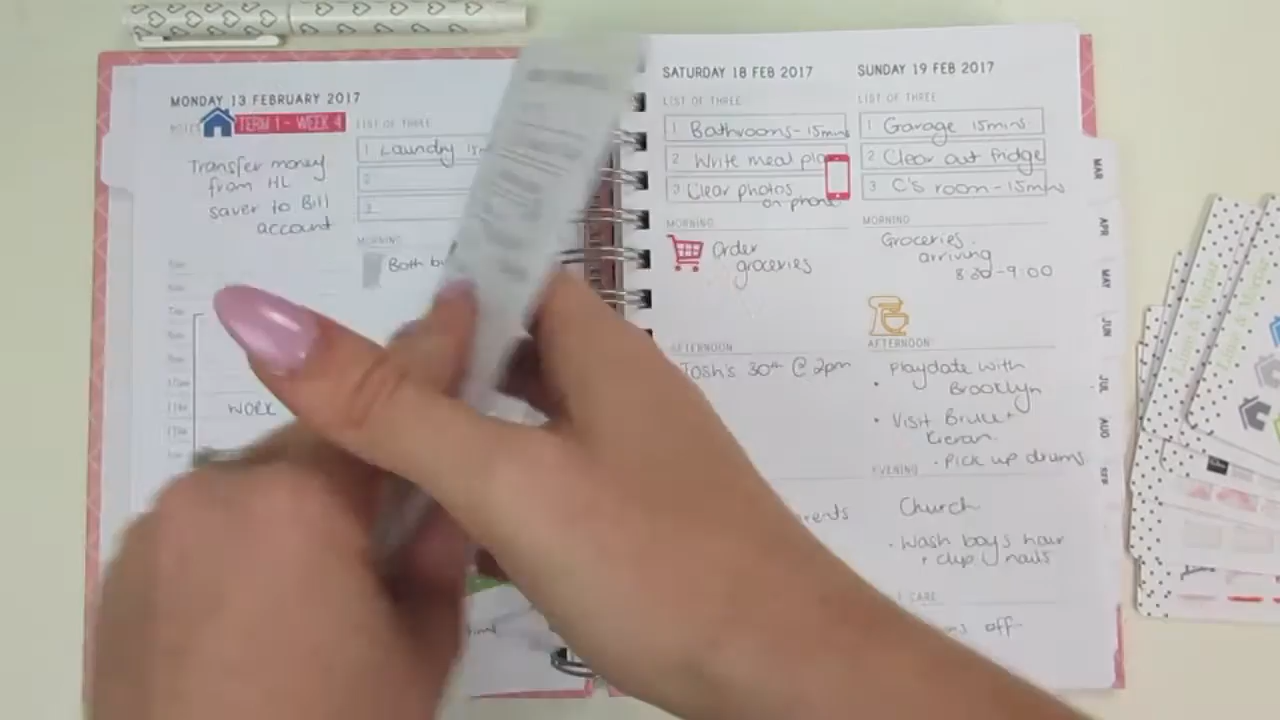 MONDAY 13 FEBRUARY 2017
NOTES
TERM 1 - WEEK 4
Transfer money
from HL
saver to Bill
account
WORK
LIST OF THREE
1 Laundry
2
3
MORNING
Both
SATURDAY 18 FEB 2017
LIST OF THREE
1 Bathrooms - 15mins
2 Write meal
3 Clear photos
on phone
MORNING
Order
groceries
AFTERNOON
Josh's 30th @ 2pm
SUNDAY 19 FEB 2017
LIST OF THREE
1 Garage 15mins
2 Clear out fridge
3 C's room - 15mins
MORNING
Groceries
arriving
8:30 - 9:00
AFTERNOON
• Playdate with
Brooklyn
• Visit Bruce +
Kieran
- Pick up drums
EVENING
Church
- Wash boys hair
+ clip nails
CARE
off
MAR
APR
MAY
JUN
JUL
AUG
SEP